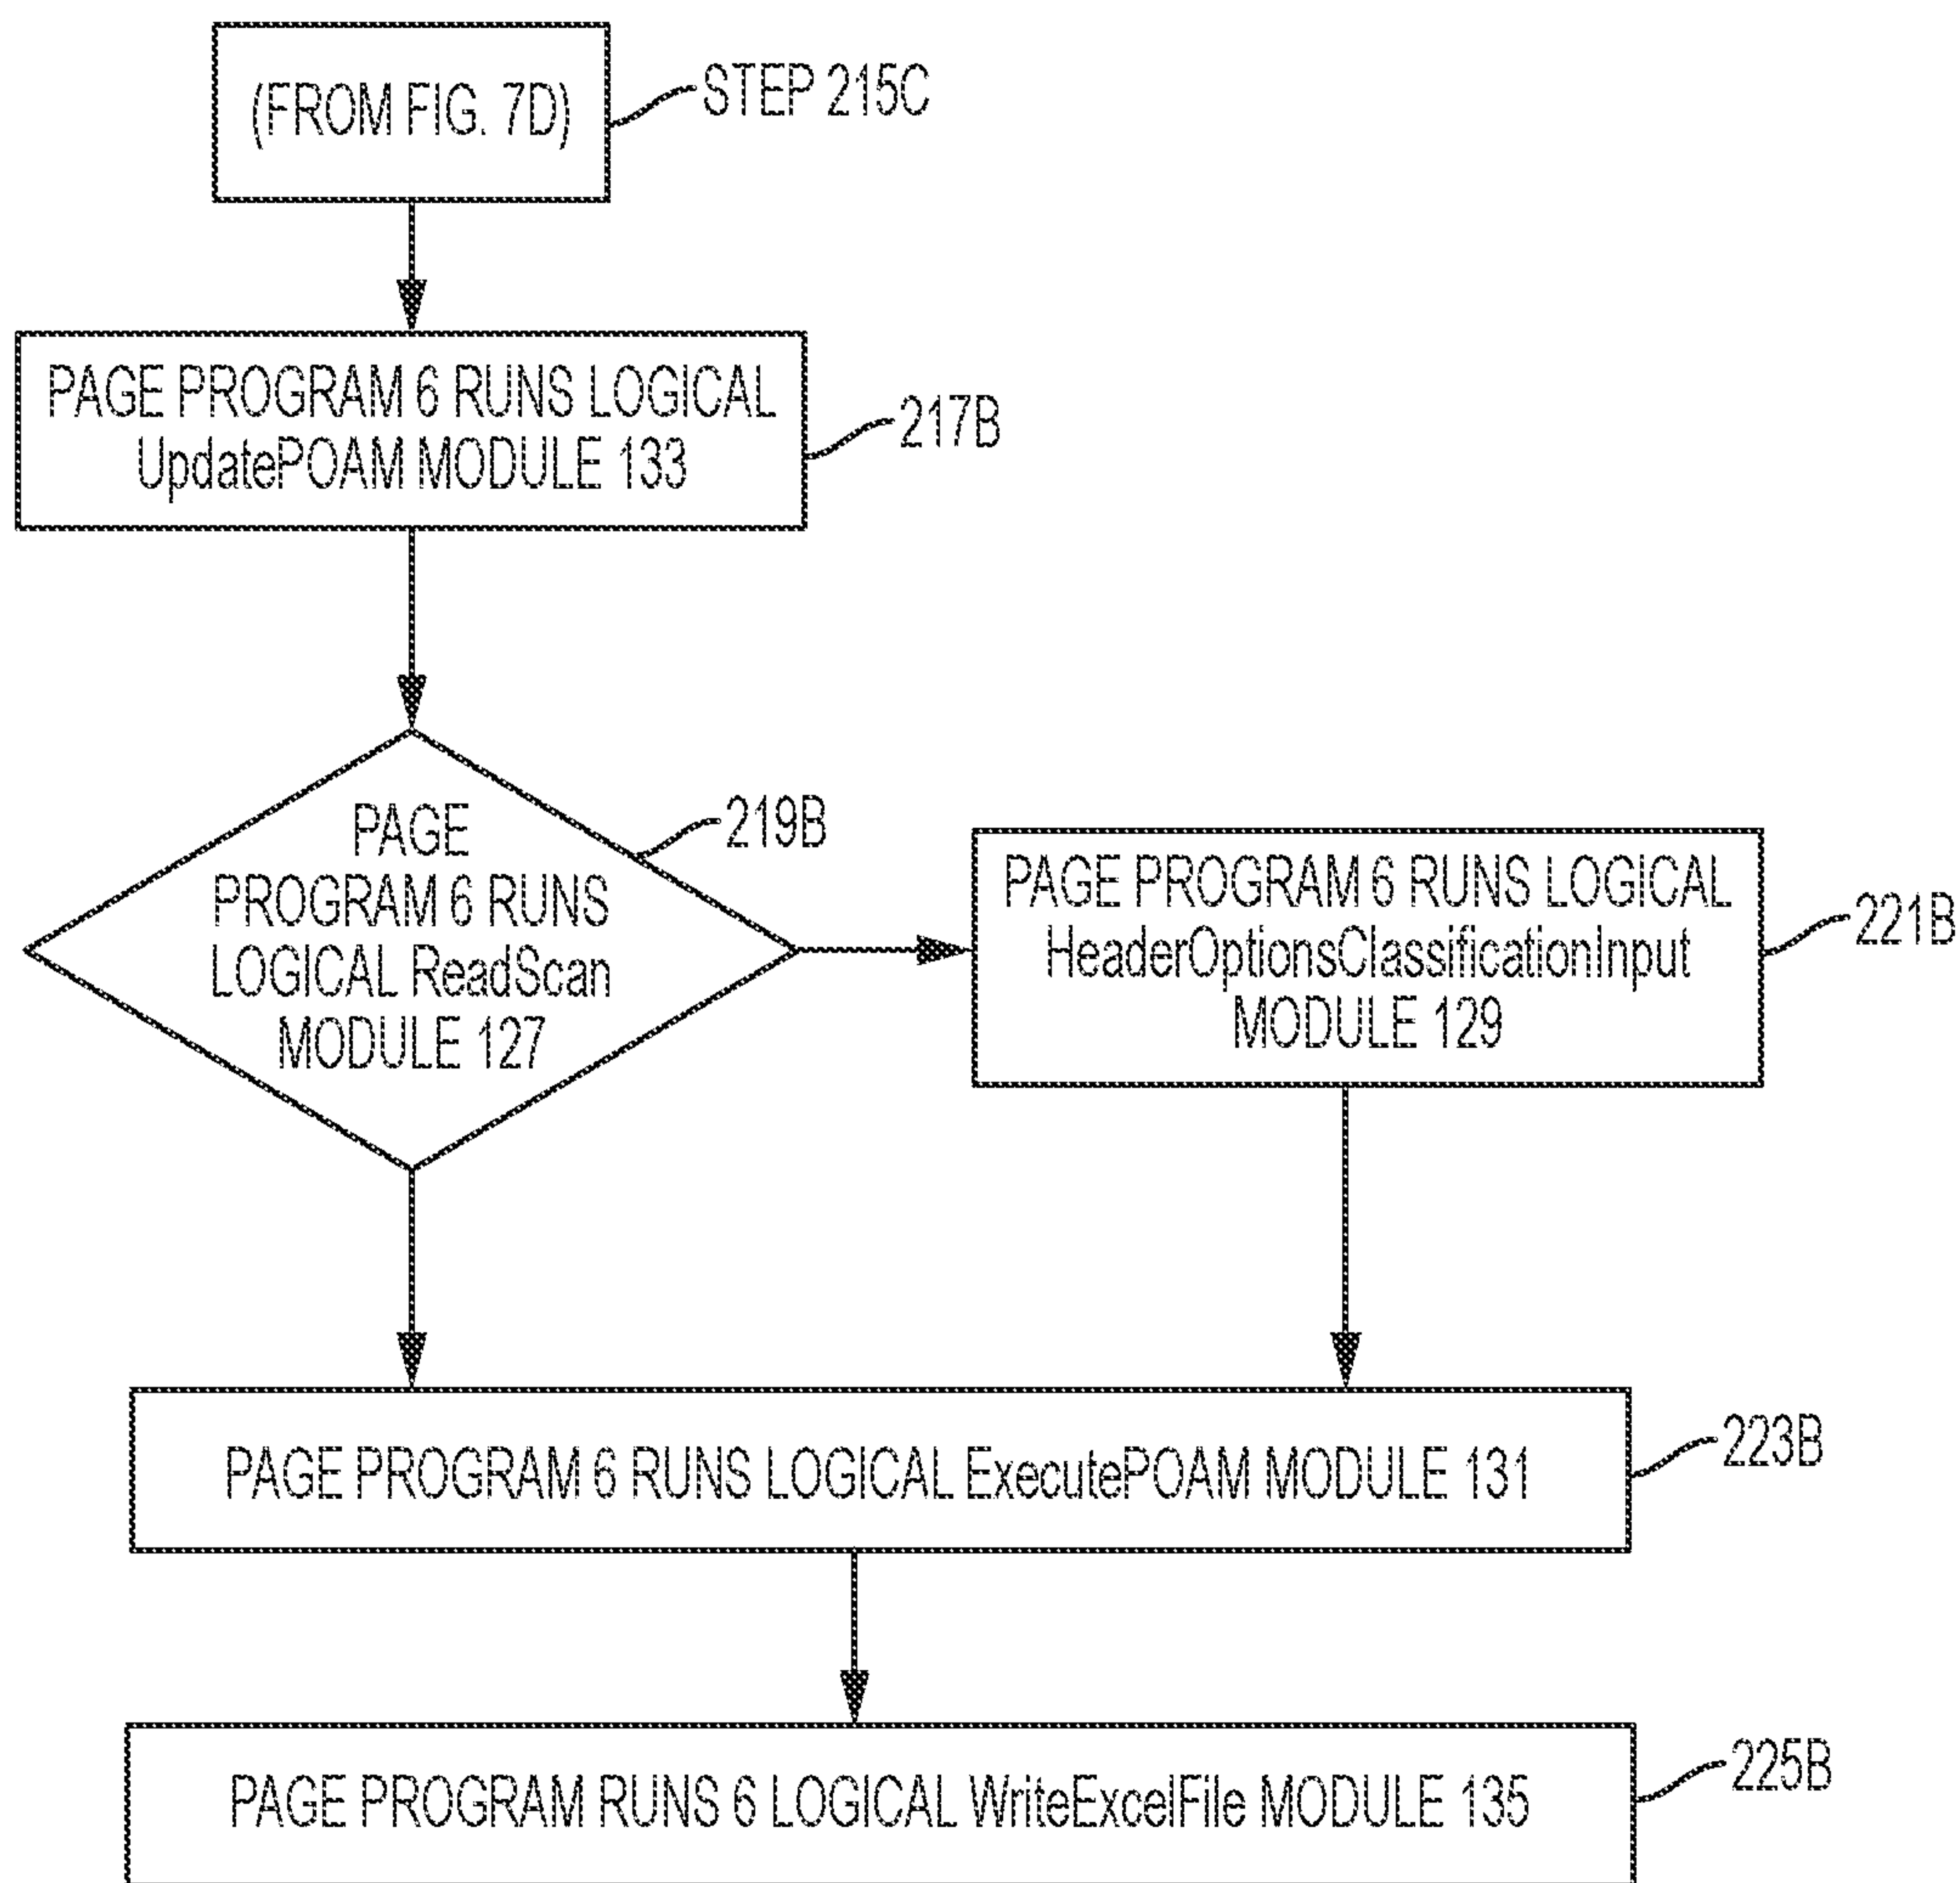 (FROM FIG. 7D)
STEP 215C
PAGE PROGRAM 6 RUNS LOGICAL
UpdatePOAM MODULE 133
217B
PAGE
PROGRAM 6 RUNS
LOGICAL ReadScan
MODULE 127
219B
PAGE PROGRAM 6 RUNS LOGICAL
HeaderOptionsClassificationInput
MODULE 129
221B
PAGE PROGRAM 6 RUNS LOGICAL ExecutePOAM MODULE 131
223B
PAGE PROGRAM RUNS 6 LOGICAL WriteExcelFile MODULE 135
225B